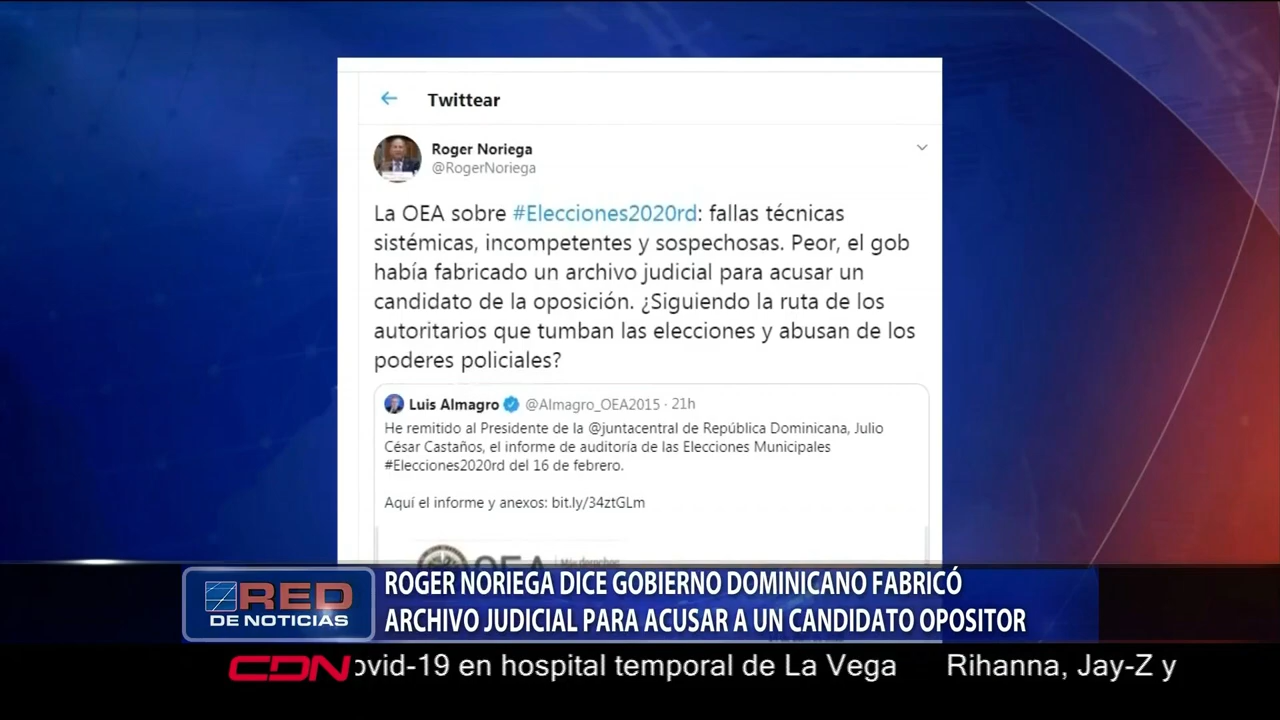 Twittear
Roger Noriega
@RogerNoriega
La OEA sobre #Elecciones2020rd: fallas técnicas
sistémicas, incompetentes y sospechosas. Peor, el gob
había fabricado un archivo judicial para acusar un
candidato de la oposición. ¿Siguiendo la ruta de los
autoritarios que tumban las elecciones y abusan de los
poderes policiales?
Luis Almagro @Almagro_OEA2015 · 21h
He remitido al Presidente de la @juntacentral de República Dominicana, Julio
César Castaños, el informe de auditoría de las Elecciones Municipales
#Elecciones2020rd del 16 de febrero.
Aquí el informe y anexos: bit.ly/34ztGLm
OEA Más derechos
RED
DE NOTICIAS
ROGER NORIEGA DICE GOBIERNO DOMINICANO FABRICÓ
ARCHIVO JUDICIAL PARA ACUSAR A UN CANDIDATO OPOSITOR
CDN ovid-19 en hospital temporal de La Vega Rihanna, Jay-Z y